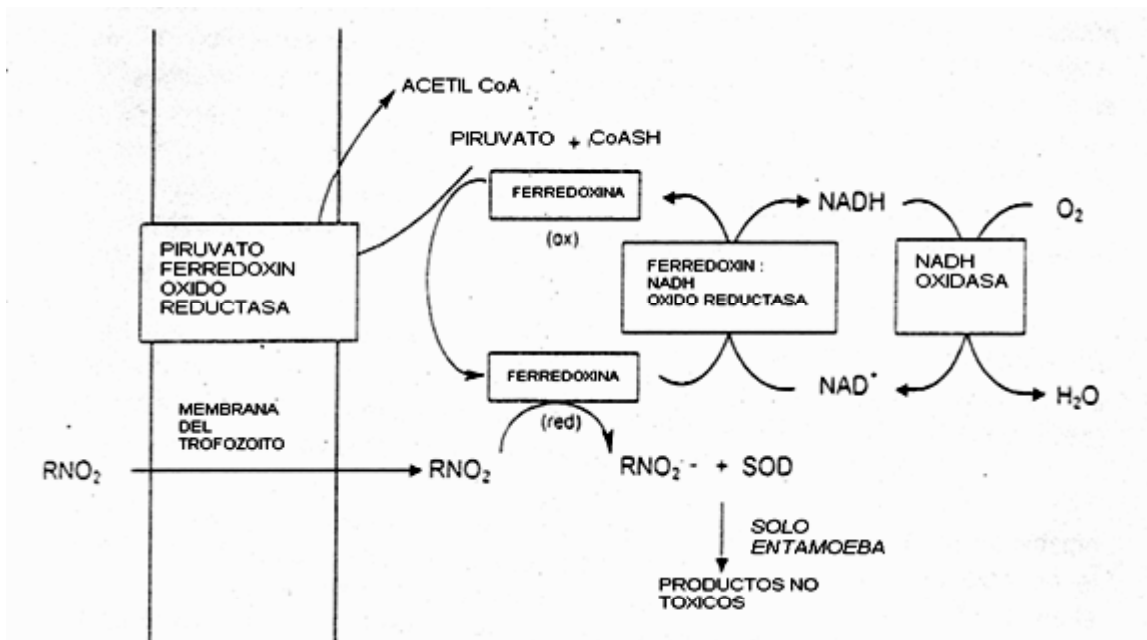 ACETIL CoA
PIRUVATO + CoASH
FERREDOXINA
(ox)
NADH
O₂
PIRUVATO
FERREDOXIN
OXIDO
REDUCTASA
FERREDOXIN :
NADH
OXIDO REDUCTASA
NADH
OXIDASA
FERREDOXINA
(red)
NAD⁺
H₂O
MEMBRANA
DEL
TROFOZOITO
RNO₂
RNO₂
RNO₂ - + SOD
SOLO
ENTAMOEBA
PRODUCTOS NO
TOXICOS